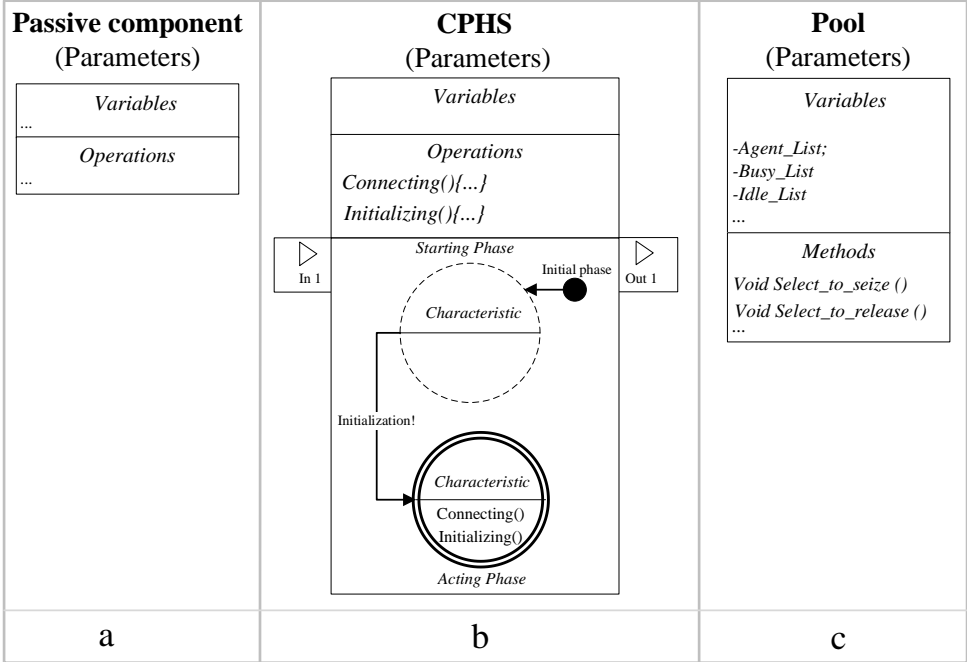 Passive component
(Parameters)
Variables
...
Operations
...
a
CPHS
(Parameters)
Variables
Operations
Connecting(){...}
Initializing(){...}
In 1
Starting Phase
Initial phase
Out 1
Characteristic
Initialization!
Characteristic
Connecting()
Initializing()
Acting Phase
b
Pool
(Parameters)
Variables
-Agent_List;
-Busy_List
-Idle_List
...
Methods
Void Select_to_seize ()
Void Select_to_release ()
...
c